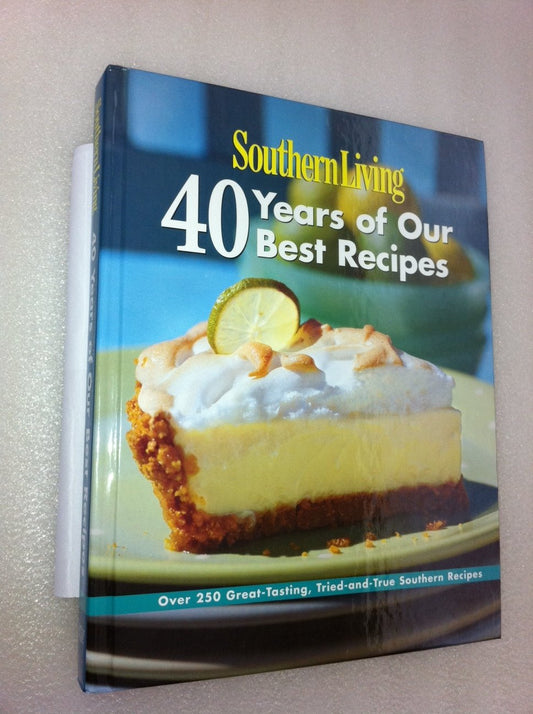 Southern Living
40 Years of Our
Best Recipes
Over 250 Great-Tasting, Tried-and-True Southern Recipes
40 Years of Our Best Recipes